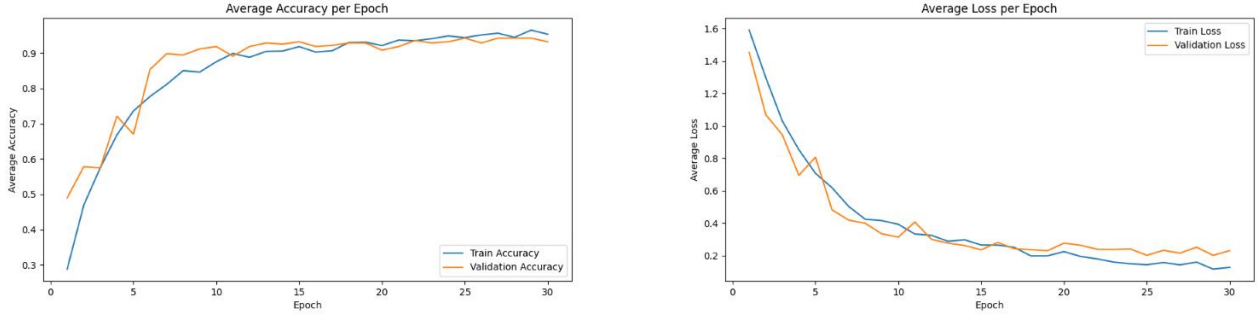 Average Accuracy per Epoch
0.9
0.8
0.7
0.6
0.5
0.4
0.3
Average Accuracy
0 5 10 15 20 25 30
Epoch
Train Accuracy
Validation Accuracy
Average Loss per Epoch
1.6
1.4
1.2
1.0
0.8
0.6
0.4
0.2
Average Loss
0 5 10 15 20 25 30
Epoch
Train Loss
Validation Loss